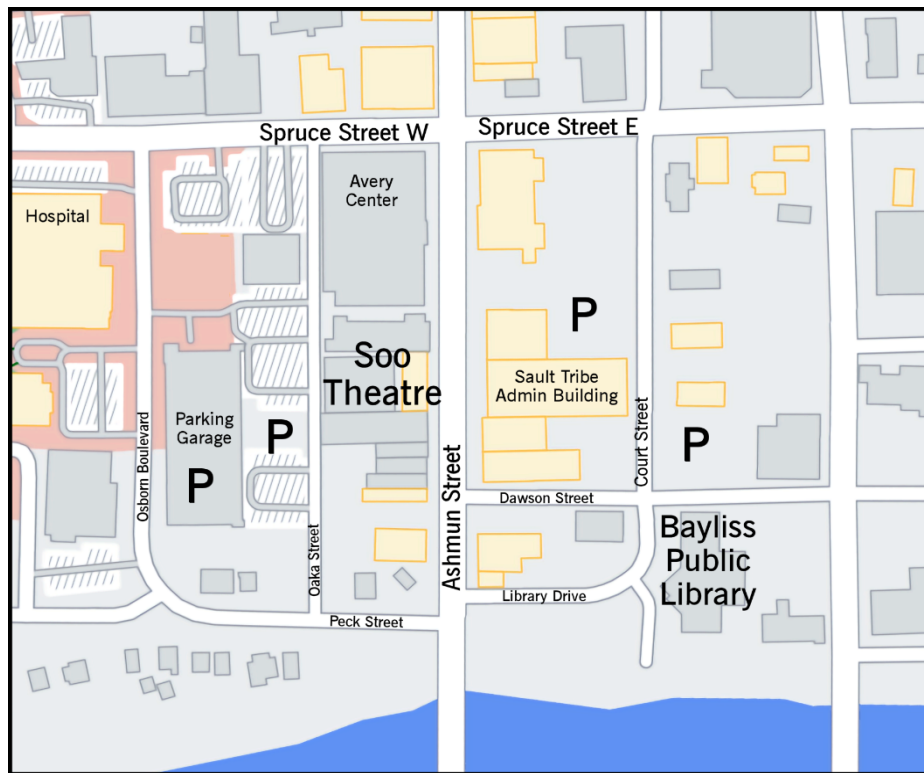 Spruce Street W
Spruce Street E
Avery
Center
Hospital
P
Soo
Theatre
Sault Tribe
Admin Building
Parking
Garage
P
P
P
Osborn Boulevard
Oaka Street
Ashmun Street
Court Street
Dawson Street
Bayliss
Public
Library
Library Drive
Peck Street